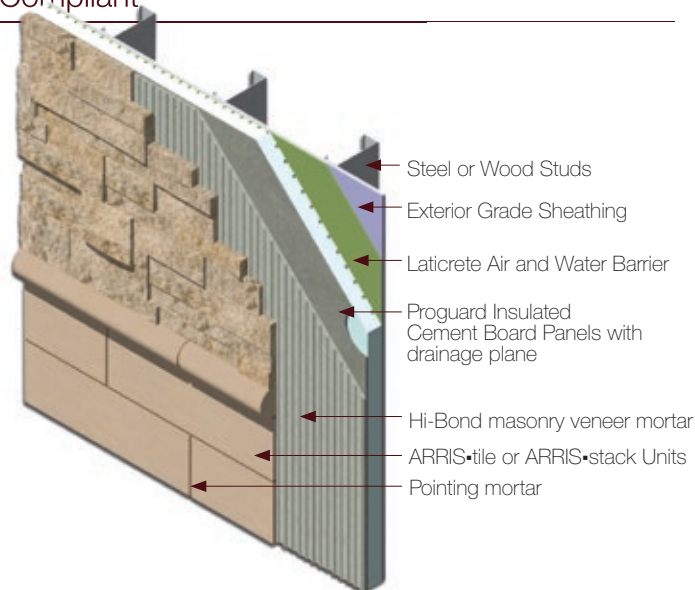 Compliant
Steel or Wood Studs
Exterior Grade Sheathing
Laticrete Air and Water Barrier
Proguard Insulated
Cement Board Panels with
drainage plane
Hi-Bond masonry veneer mortar
ARRIS▪tile or ARRIS▪stack Units
Pointing mortar